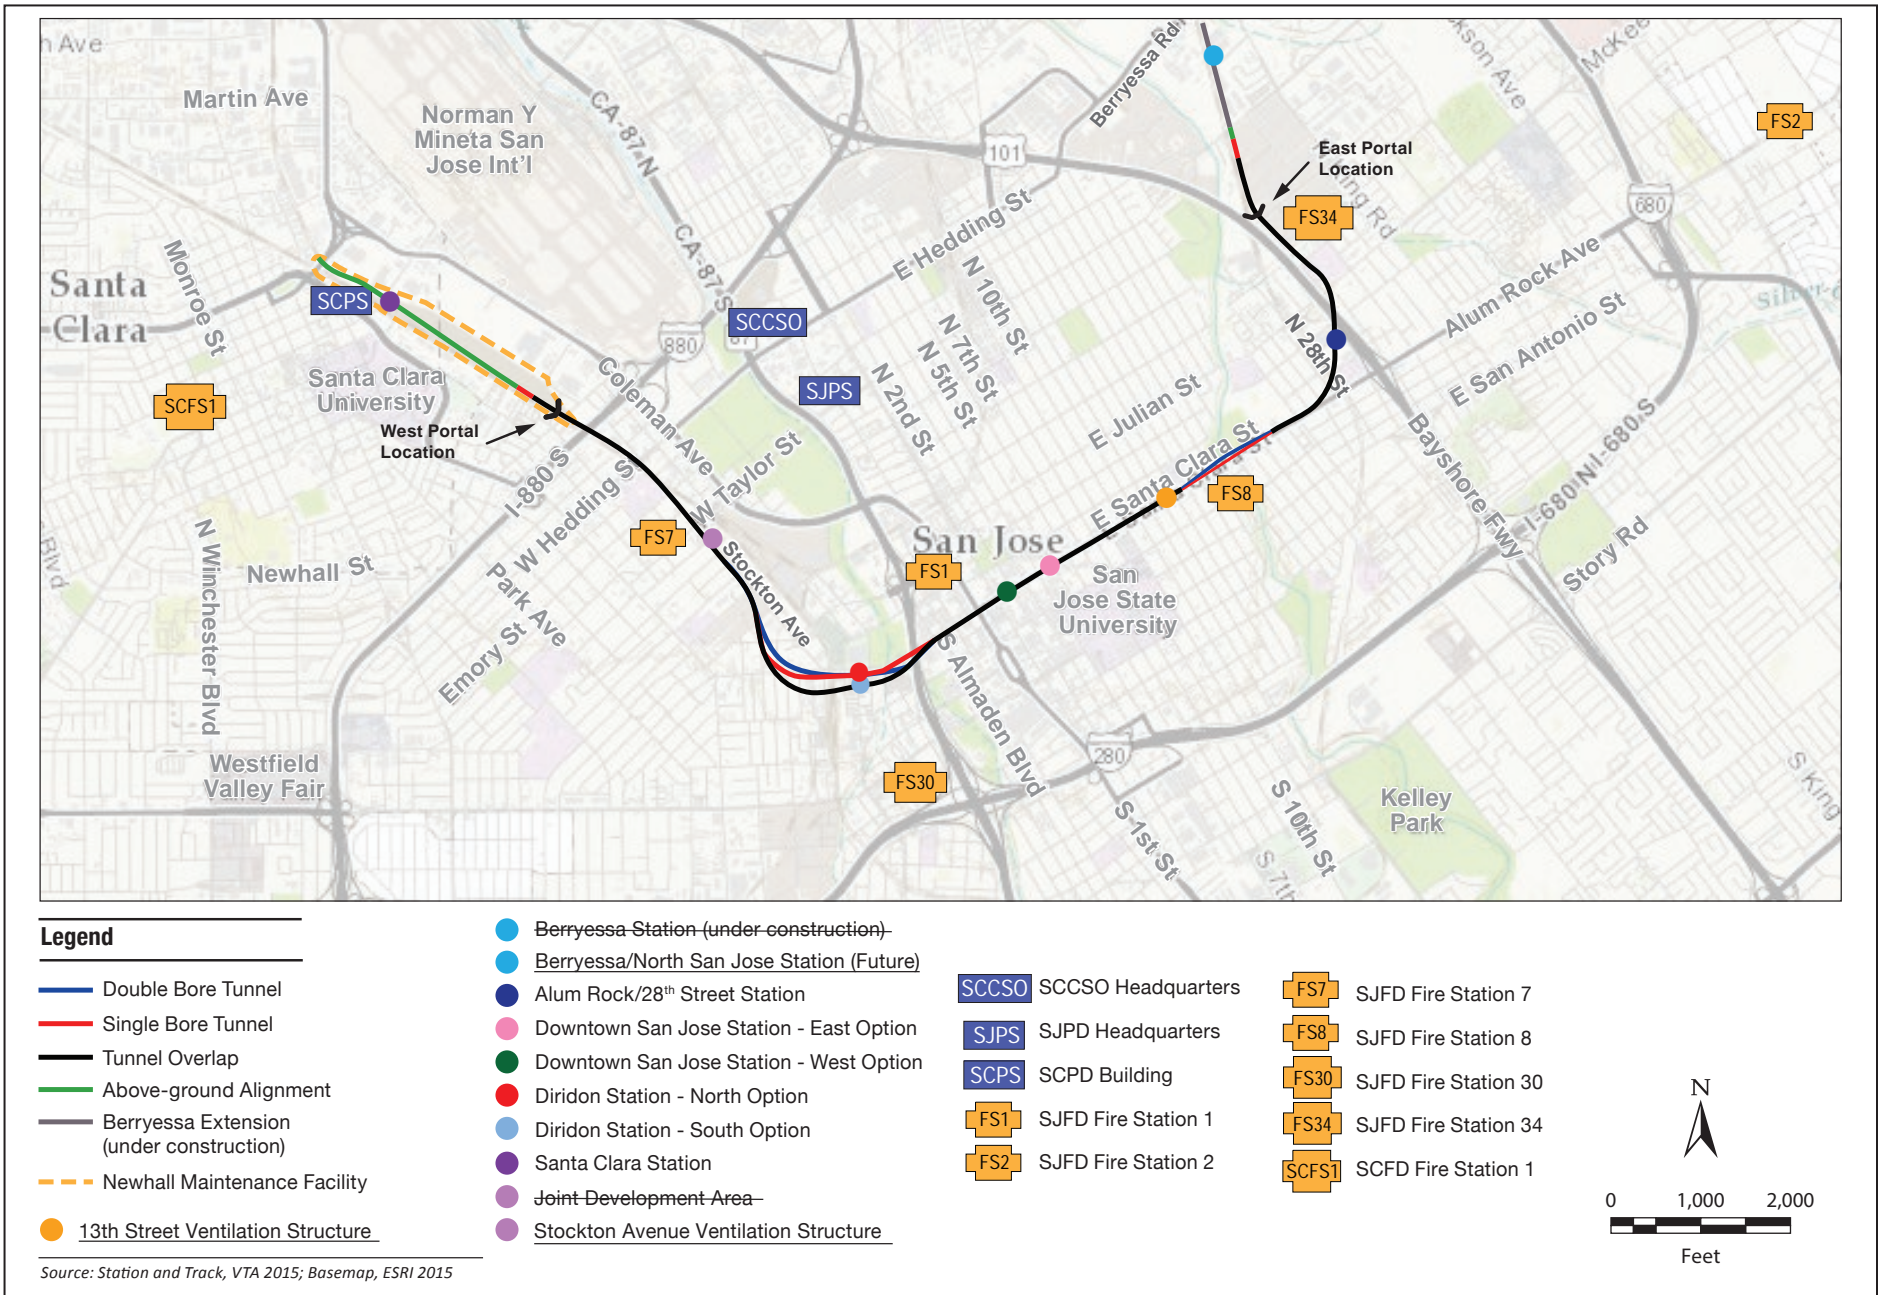 h Ave
Martin Ave
Norman Y
Mineta San
Jose Int'l
CA-87 N
Berryessa Rd
McKee
FS2
101
East Portal
Location
King Rd
FS34
680
E Hedding St
CA-87 S
Santa
Clara
Monroe St
SCPS
SCCSO
880
87
N 10th St
N 7th St
N 5th St
N 2nd St
N 28th St
Alum Rock Ave
E San Antonio St
Santa Clara
University
SCFS1
SJPS
Coleman Ave
West Portal
Location
E Julian St
E Santa Clara St
Bayshore Fwy
I-680 N
I-680 S
I-880 S
W Hedding St
W Taylor St
FS8
FS7
San Jose
FS1
San
Jose State
University
Story Rd
Blvd
N Winchester Blvd
Newhall St
Park Ave
Emory St
Stockton Ave
S Almaden Blvd
280
Westfield
Valley Fair
FS30
S 1st St
S 10th St
S 7th
Kelley
Park
S King
Legend
Double Bore Tunnel
Single Bore Tunnel
Tunnel Overlap
Above-ground Alignment
Berryessa Extension
(under construction)
Newhall Maintenance Facility
13th Street Ventilation Structure
Berryessa Station (under construction)
Berryessa/North San Jose Station (Future)
Alum Rock/28th Street Station
Downtown San Jose Station - East Option
Downtown San Jose Station - West Option
Diridon Station - North Option
Diridon Station - South Option
Santa Clara Station
Joint Development Area
Stockton Avenue Ventilation Structure
SCCSO SCCSO Headquarters
SJPS SJPD Headquarters
SCPS SCPD Building
FS1 SJFD Fire Station 1
FS2 SJFD Fire Station 2
FS7 SJFD Fire Station 7
FS8 SJFD Fire Station 8
FS30 SJFD Fire Station 30
FS34 SJFD Fire Station 34
SCFS1 SCFD Fire Station 1
N
0 1,000 2,000
Feet
Source: Station and Track, VTA 2015; Basemap, ESRI 2015